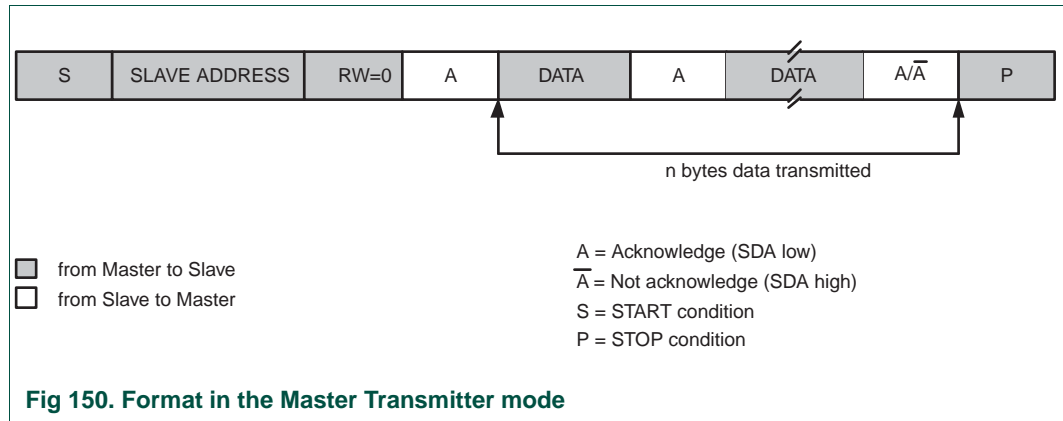 S SLAVE ADDRESS RW=0 A DATA A DATA A/A̅ P
n bytes data transmitted
from Master to Slave
from Slave to Master
A = Acknowledge (SDA low)
A̅ = Not acknowledge (SDA high)
S = START condition
P = STOP condition
Fig 150. Format in the Master Transmitter mode